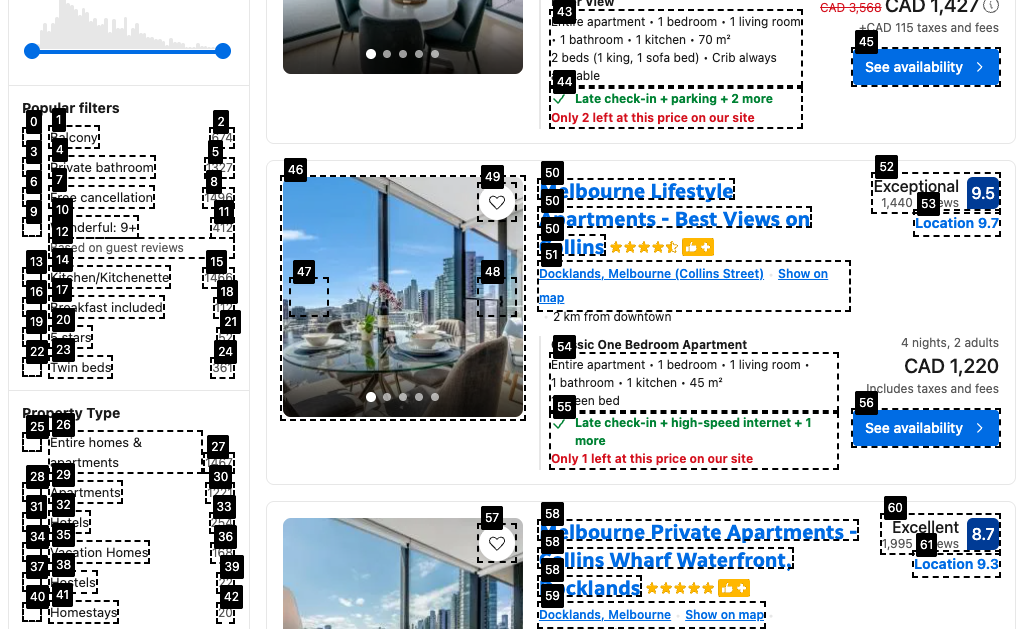 Popular filters
0
1
2
Balcony
674
3
4
5
Private bathroom
1327
6
7
8
Free cancellation
1496
9
10
11
Wonderful: 9+
412
12
Based on guest reviews
13
14
15
Kitchen/Kitchenette
1466
16
17
18
Breakfast included
19
20
21
5 stars
22
23
24
Twin beds
361
Property Type
25
26
27
Entire homes &
apartments
28
29
30
Apartments
31
32
33
Hotels
34
35
36
Vacation Homes
37
38
39
Hostels
40
41
42
Homestays
20
View
CAD 3,568 CAD 1,427
+CAD 115 taxes and fees
43
Entire apartment • 1 bedroom • 1 living room
• 1 bathroom • 1 kitchen • 70 m²
2 beds (1 king, 1 sofa bed) • Crib always
available
44
Late check-in + parking + 2 more
Only 2 left at this price on our site
45
See availability
46
47
48
49
50
50
50
Melbourne Lifestyle
Apartments - Best Views on
Collins
51
Docklands, Melbourne (Collins Street) Show on
map
2 km from downtown
52
Exceptional
1,440 reviews
9.5
53
Location 9.7
54
Classic One Bedroom Apartment
Entire apartment • 1 bedroom • 1 living room •
1 bathroom • 1 kitchen • 45 m²
1 queen bed
55
Late check-in + high-speed internet + 1
more
Only 1 left at this price on our site
4 nights, 2 adults
CAD 1,220
Includes taxes and fees
56
See availability
57
58
58
58
Melbourne Private Apartments -
Collins Wharf Waterfront,
Docklands
59
Docklands, Melbourne Show on map
60
Excellent
1,995 reviews
8.7
61
Location 9.3